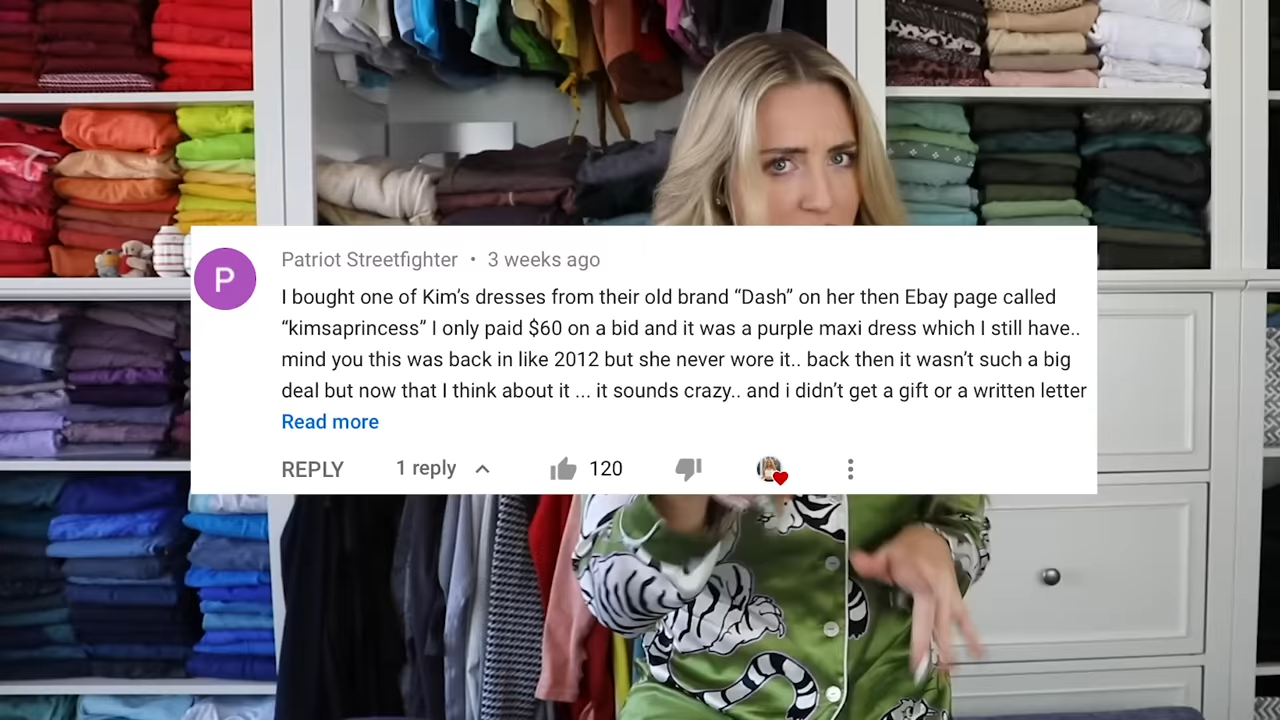 P
Patriot Streetfighter • 3 weeks ago
I bought one of Kim's dresses from their old brand “Dash” on her then Ebay page called
“kimsaprincess” I only paid $60 on a bid and it was a purple maxi dress which I still have..
mind you this was back in like 2012 but she never wore it.. back then it wasn't such a big
deal but now that I think about it ... it sounds crazy.. and i didn't get a gift or a written letter
Read more
REPLY 1 reply 120